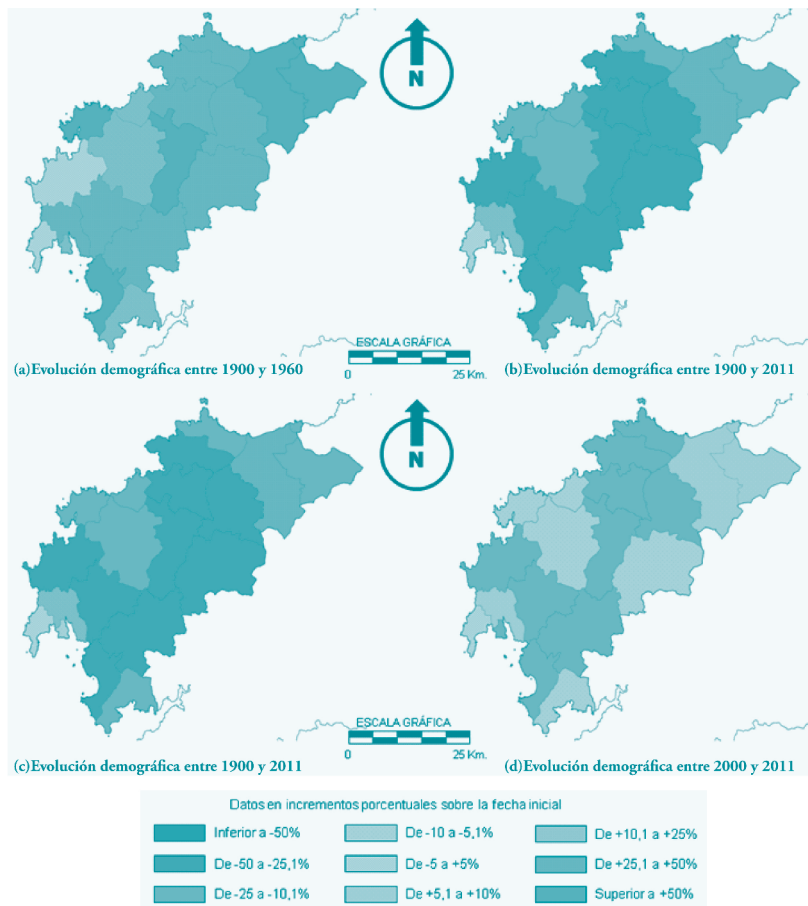 N
N
ESCALA GRÁFICA
0 25 Km.
(a)Evolución demográfica entre 1900 y 1960
(b)Evolución demográfica entre 1900 y 2011
N
ESCALA GRÁFICA
0 25 Km.
(c)Evolución demográfica entre 1900 y 2011
(d)Evolución demográfica entre 2000 y 2011
Datos en incrementos porcentuales sobre la fecha inicial
Inferior a -50% De -10 a -5,1% De +10,1 a +25%
De -50 a -25,1% De -5 a +5% De +25,1 a +50%
De -25 a -10,1% De +5,1 a +10% Superior a +50%